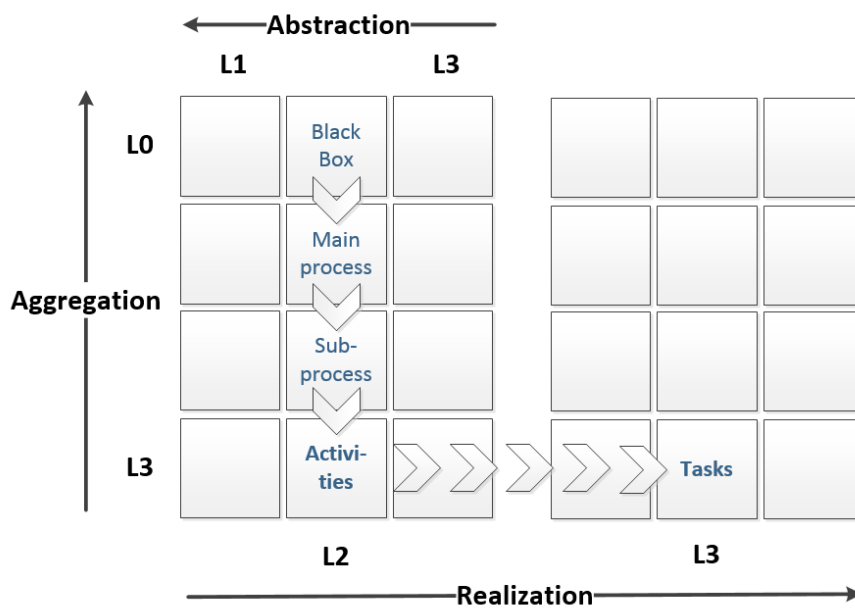 Abstraction
L1
L3
L0
Black
Box
Main
process
Aggregation
Sub-
process
L3
Activi-
ties
Tasks
L2
L3
Realization